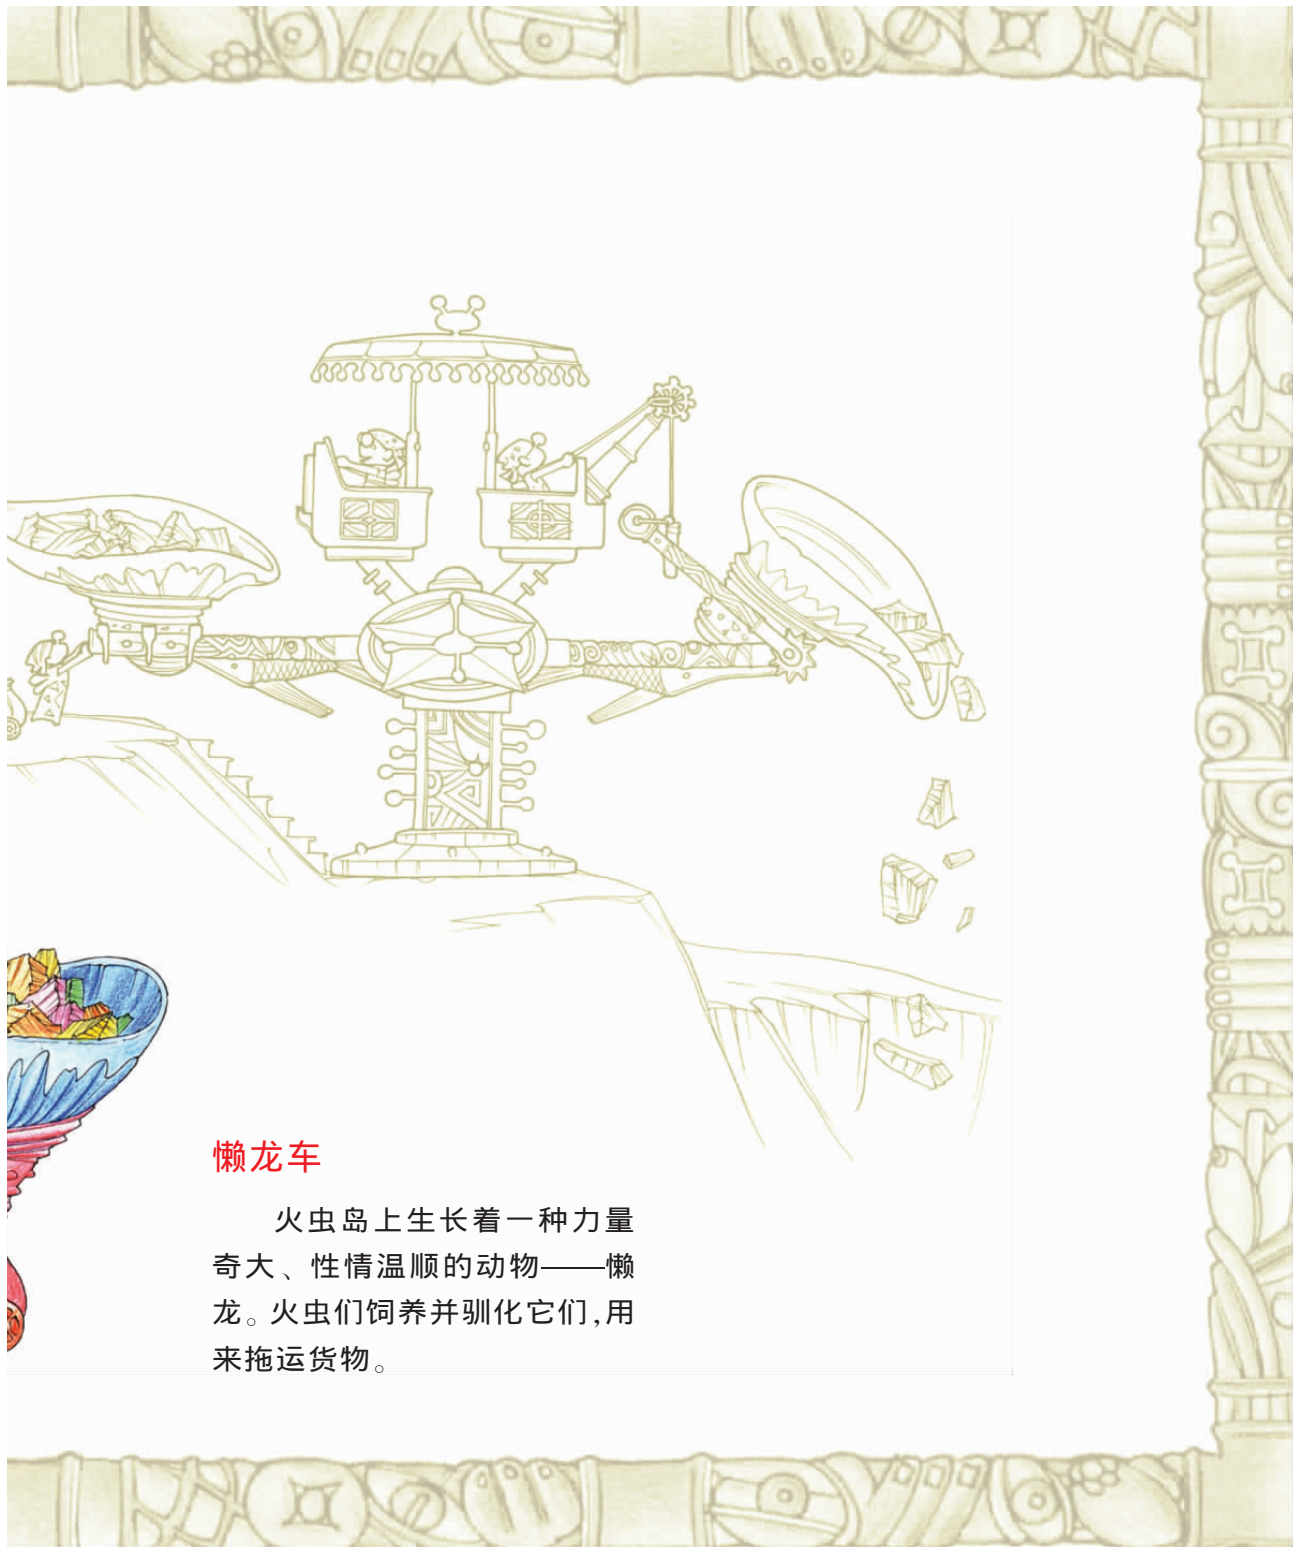 懒龙车
火虫岛上生长着一种力量
奇大、性情温顺的动物——懒
龙。火虫们饲养并驯化它们,用
来拖运货物。